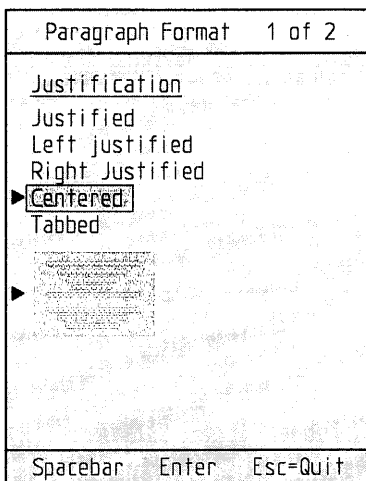 Paragraph Format 1 of 2
Justification
Justified
Left justified
Right Justified
Centered
Tabbed
Spacebar Enter Esc=Quit